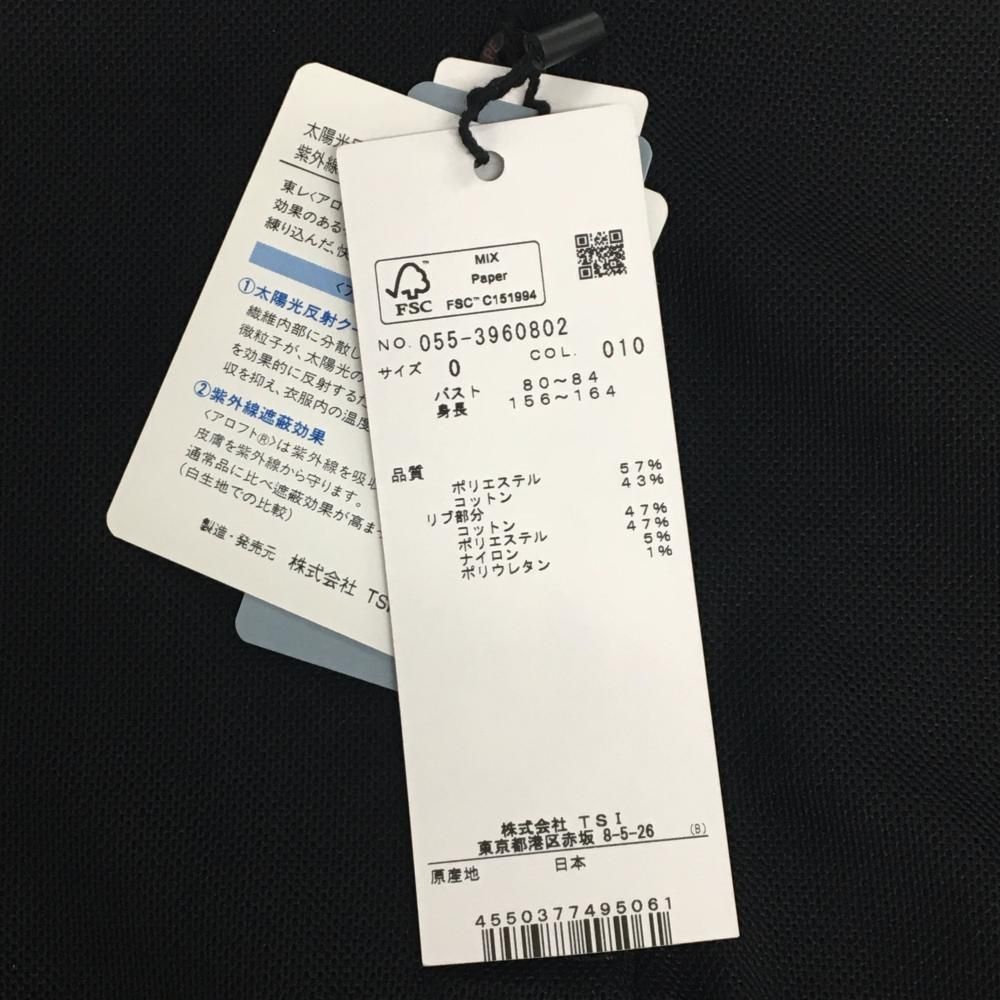 太陽光
紫外線
東レ〈アロ
効果のある
練り込んだ、快
〈ア
①太陽光反射ク
繊維内部に分散し
微粒子が、太陽光の
を効果的に反射するた
収を抑え、衣服内の温度
②紫外線遮蔽効果
〈アロフト®〉は紫外線を吸収
皮膚を紫外線から守ります。
通常品に比べ遮蔽効果が高ま
(白生地での比較)
製造・発売元 株式会社 TSI
MIX
Paper
FSC™ FSC™ C151994
NO. 055-3960802
COL. 010
サイズ 0
バスト 80～84
身長 156～164
品質
ポリエステル 57%
コットン 43%
リブ部分
コットン 47%
ポリエステル 47%
ナイロン 5%
ポリウレタン 1%
株式会社 TSI
東京都港区赤坂 8-5-26 (B)
原産地 日本
4550377495061